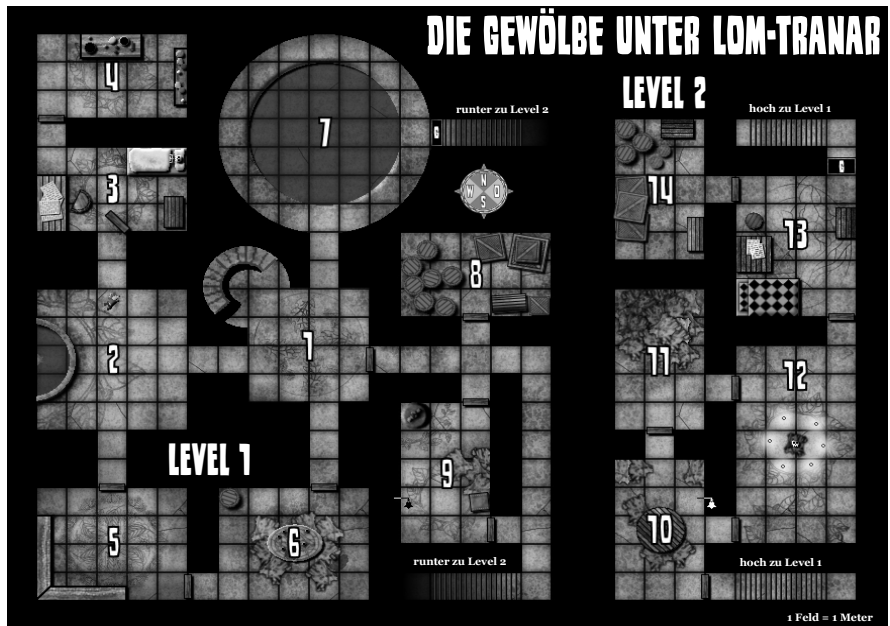 DIE GEWÖLBE UNTER LOM-TRANAR
LEVEL 2
runter zu Level 2
hoch zu Level 1
4
7
G
G
N
W O
S
14
3
13
8
1
2
11
12
LEVEL 1
9
10
5
6
runter zu Level 2
hoch zu Level 1
1 Feld = 1 Meter